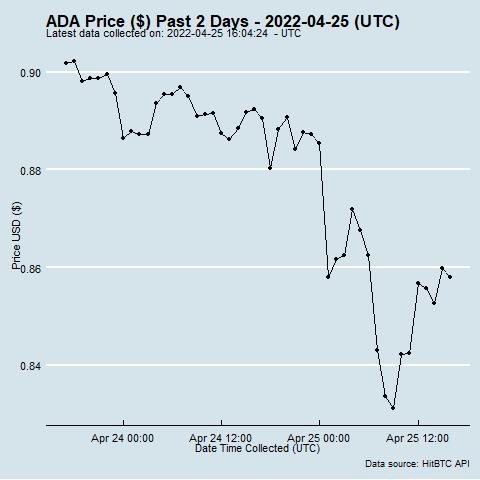 ADA Price ($) Past 2 Days - 2022-04-25 (UTC)
Latest data collected on: 2022-04-25 16:04:24 - UTC
0.90
0.88
0.86
0.84
Price USD ($)
Apr 24 00:00 Apr 24 12:00 Apr 25 00:00 Apr 25 12:00
Date Time Collected (UTC)
Data source: HitBTC API